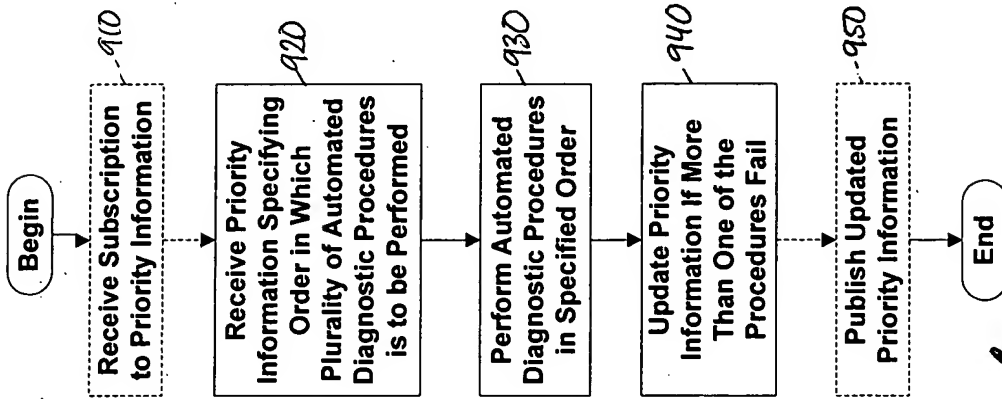 Begin
910
Receive Subscription
to Priority Information
920
Receive Priority
Information Specifying
Order in Which
Plurality of Automated
Diagnostic Procedures
is to be Performed
930
Perform Automated
Diagnostic Procedures
in Specified Order
940
Update Priority
Information If More
Than One of the
Procedures Fail
950
Publish Updated
Priority Information
End